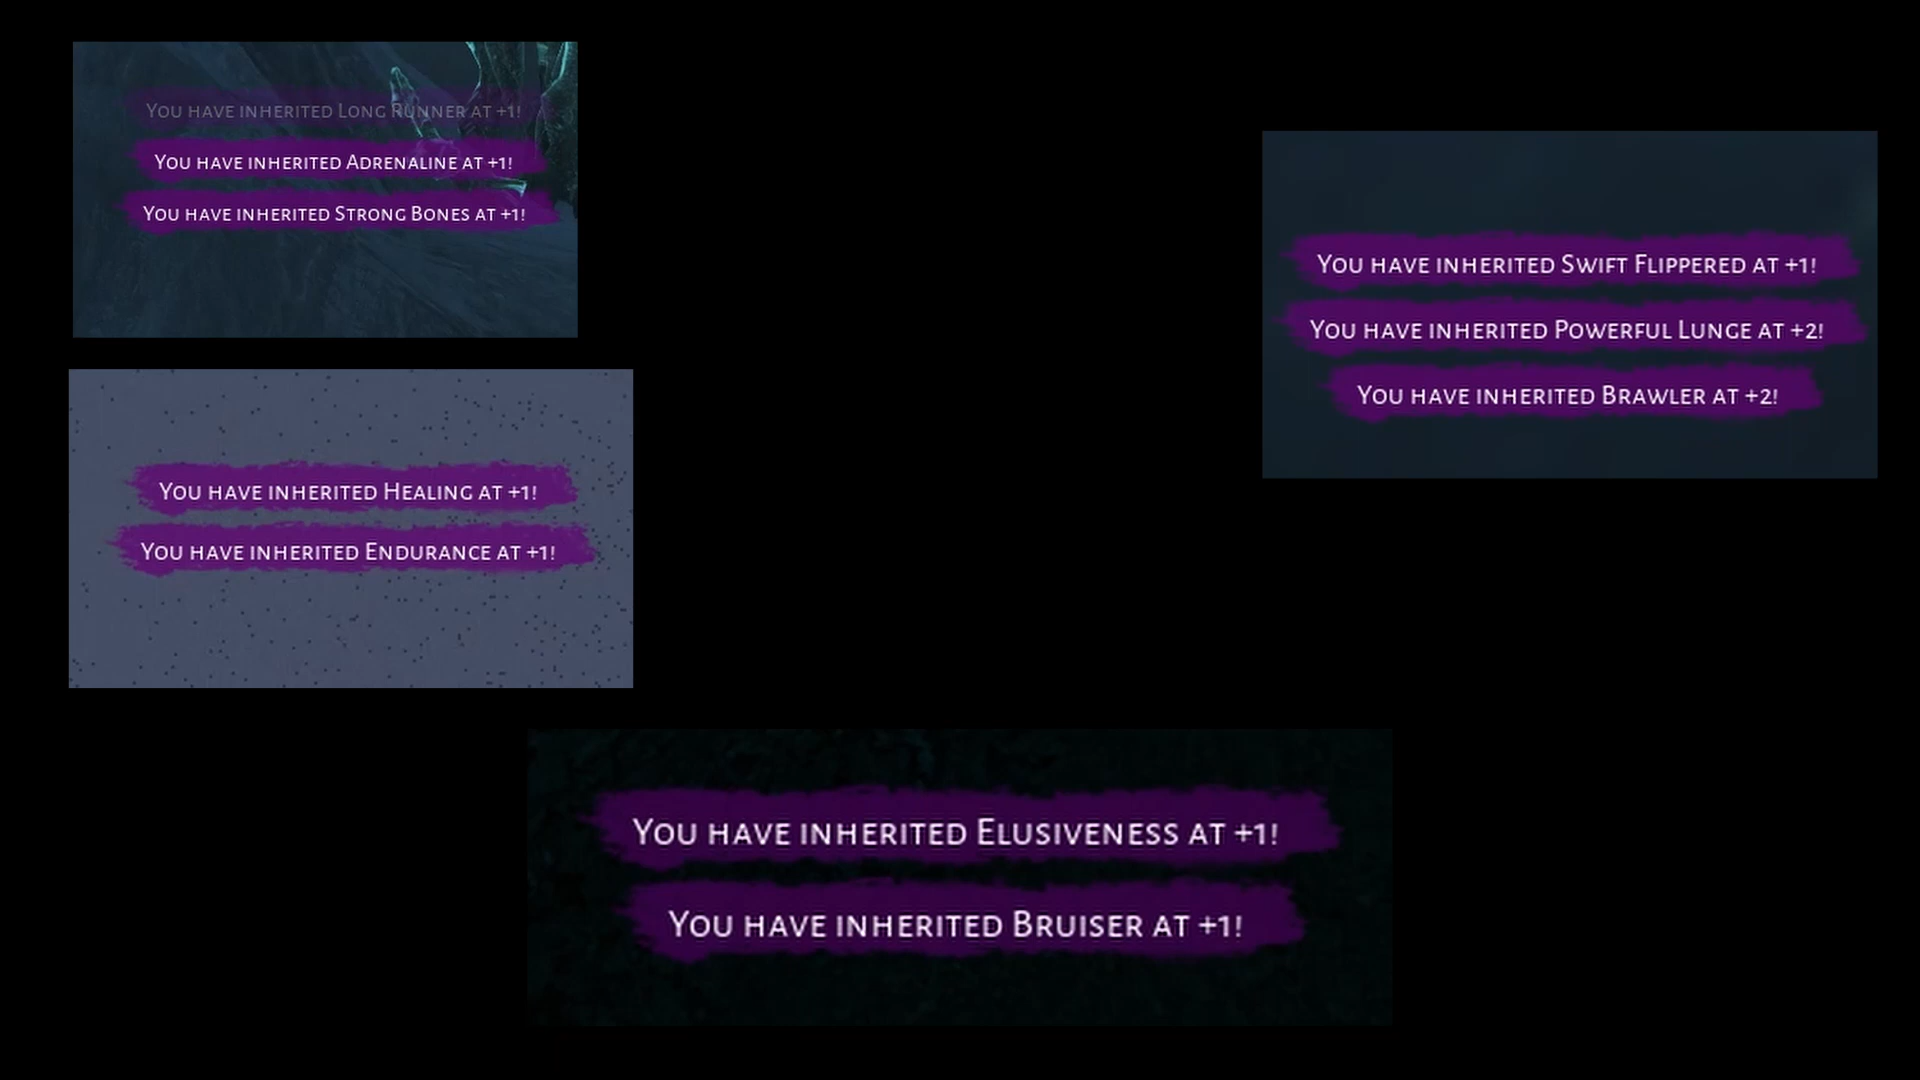 You have inherited Long Runner at +1!
You have inherited Adrenaline at +1!
You have inherited Strong Bones at +1!
You have inherited Healing at +1!
You have inherited Endurance at +1!
You have inherited Swift Flippered at +1!
You have inherited Powerful Lunge at +2!
You have inherited Brawler at +2!
You have inherited Elusiveness at +1!
You have inherited Bruiser at +1!